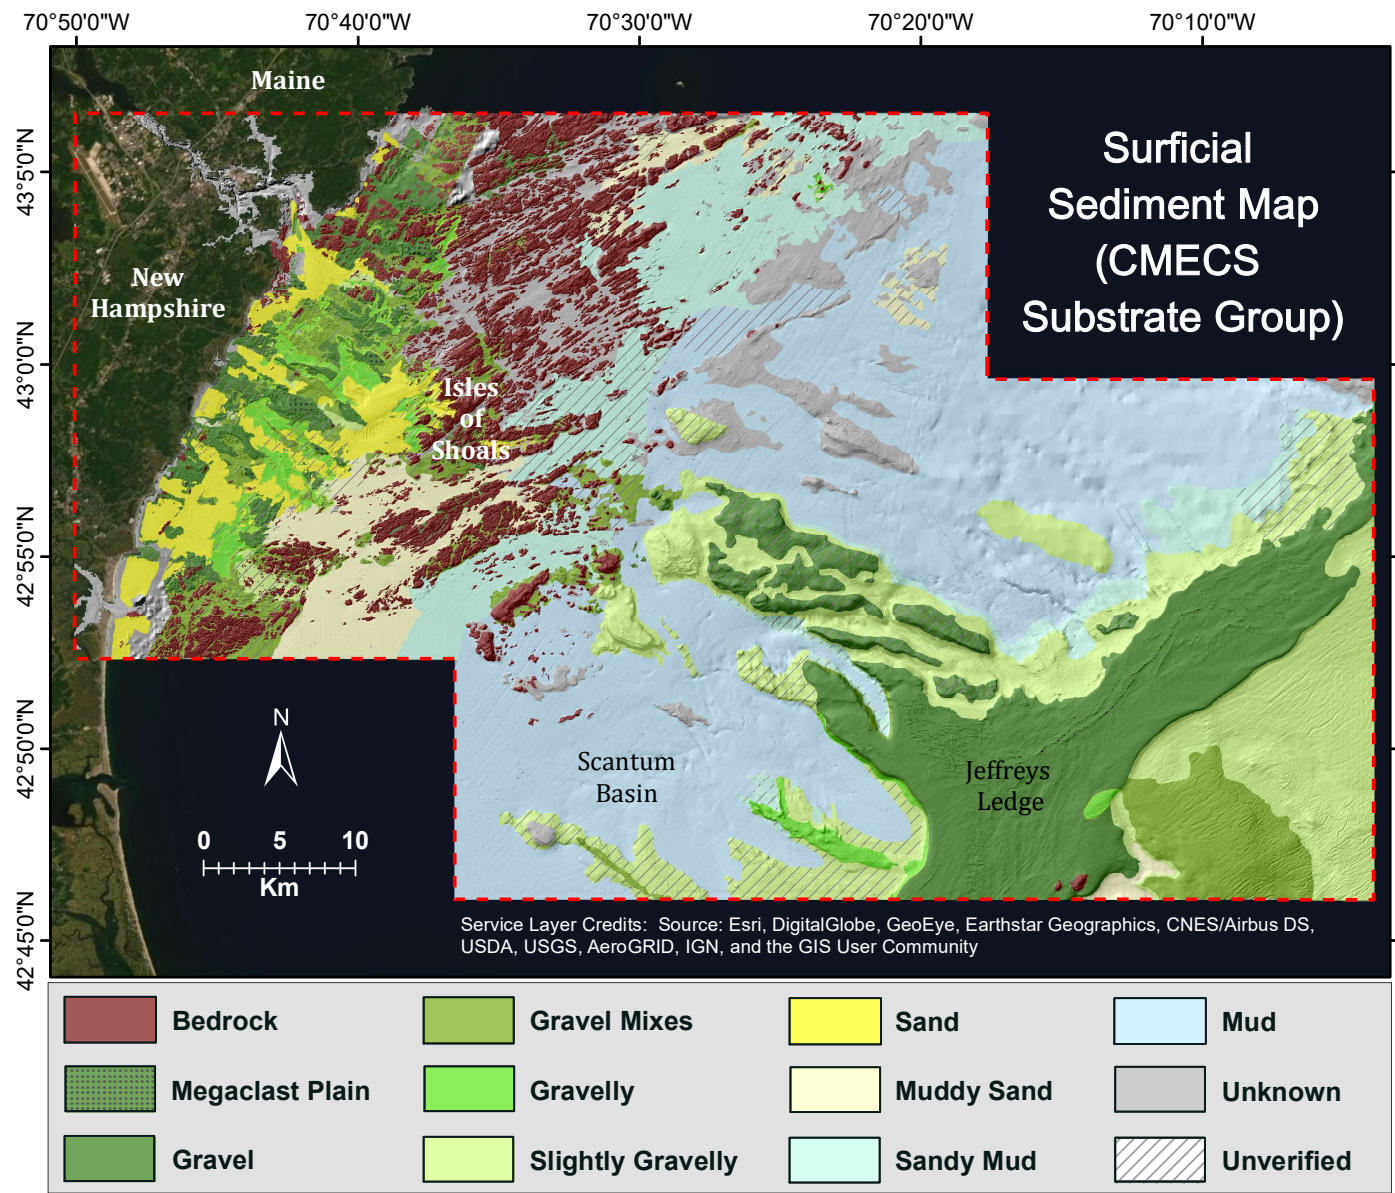 70°50'0"W
70°40'0"W
70°30'0"W
70°20'0"W
70°10'0"W
43°5'0"N
43°0'0"N
42°55'0"N
42°50'0"N
42°45'0"N
Maine
New
Hampshire
Isles
of
Shoals
Surficial
Sediment Map
(CMECS
Substrate Group)
Scantum
Basin
Jeffreys
Ledge
N
0 5 10
Km
Service Layer Credits: Source: Esri, DigitalGlobe, GeoEye, Earthstar Geographics, CNES/Airbus DS,
USDA, USGS, AeroGRID, IGN, and the GIS User Community
Bedrock
Megaclast Plain
Gravel
Gravel Mixes
Gravelly
Slightly Gravelly
Sand
Muddy Sand
Sandy Mud
Mud
Unknown
Unverified